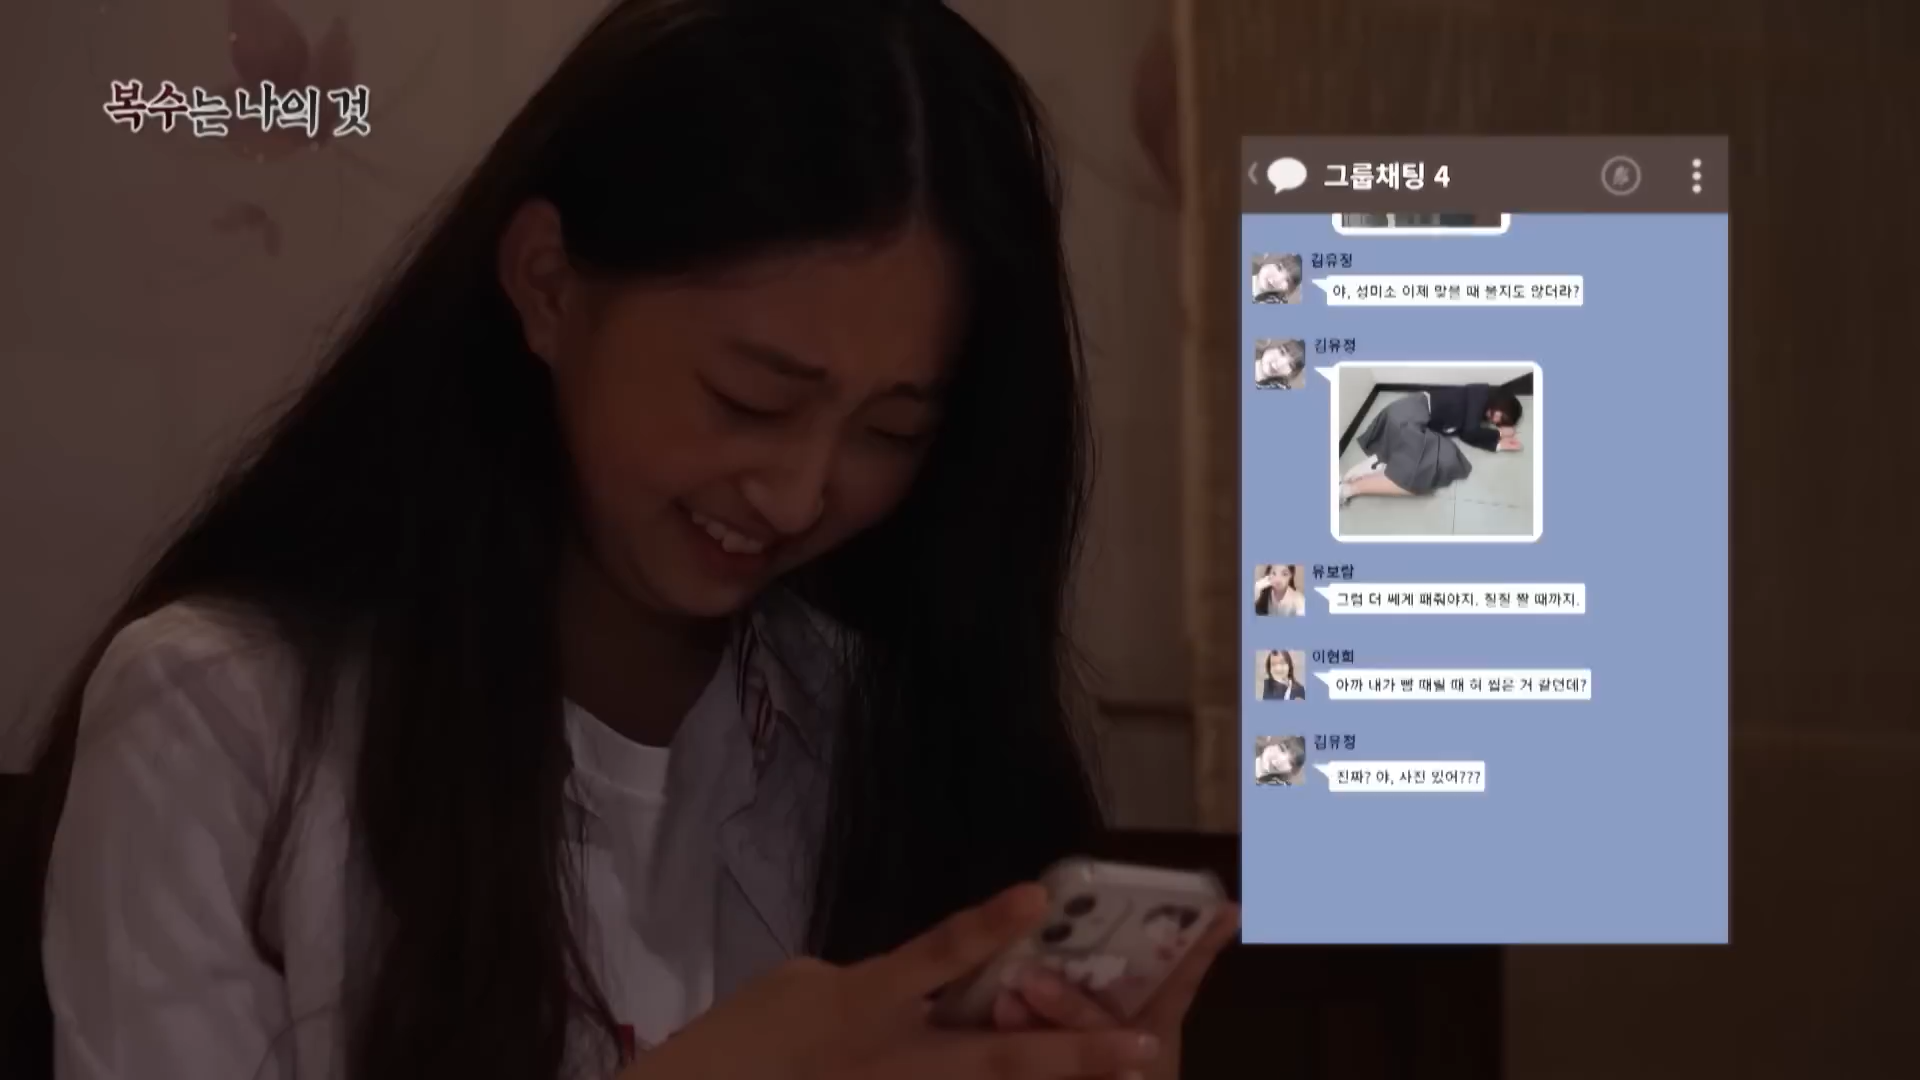 복수는 나의 것
그룹채팅 4
김유정
야, 성미소 이제 맞을 때 울지도 않더라?
김유정
유보람
그럼 더 쎄게 패줘야지. 질질 짤 때까지.
이현희
아까 내가 뺨 때릴 때 혀 씹은 거 같던데?
김유정
진짜? 야, 사진 있어???